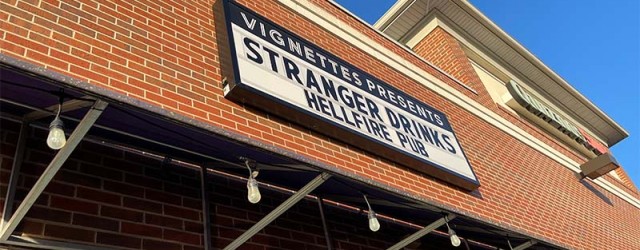 VIGNETTES PRESENTS
STRANGER DRINKS
HELLFIRE PUB